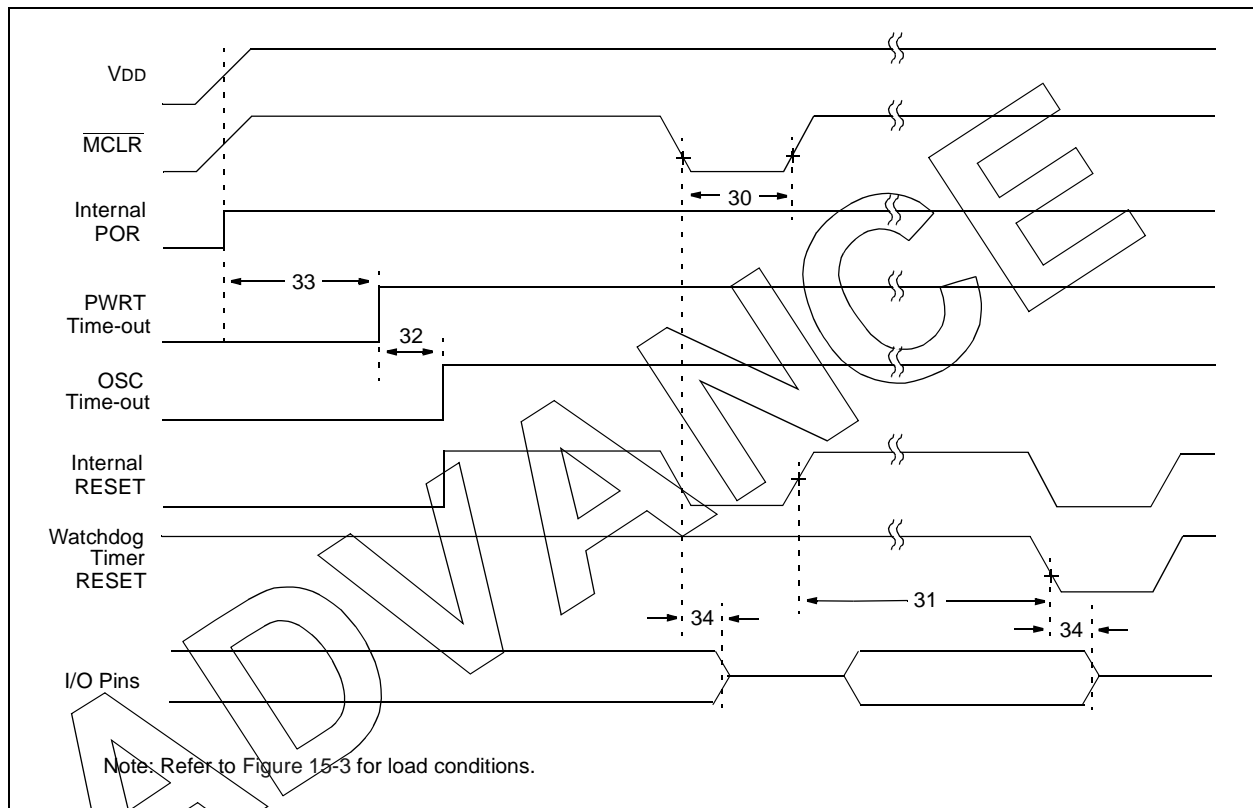 VDD
MCLR
30
Internal
POR
33
PWRT
Time-out
32
OSC
Time-out
Internal
RESET
Watchdog
Timer
RESET
31
34
34
I/O Pins
Note: Refer to Figure 15-3 for load conditions.
ADVANCE